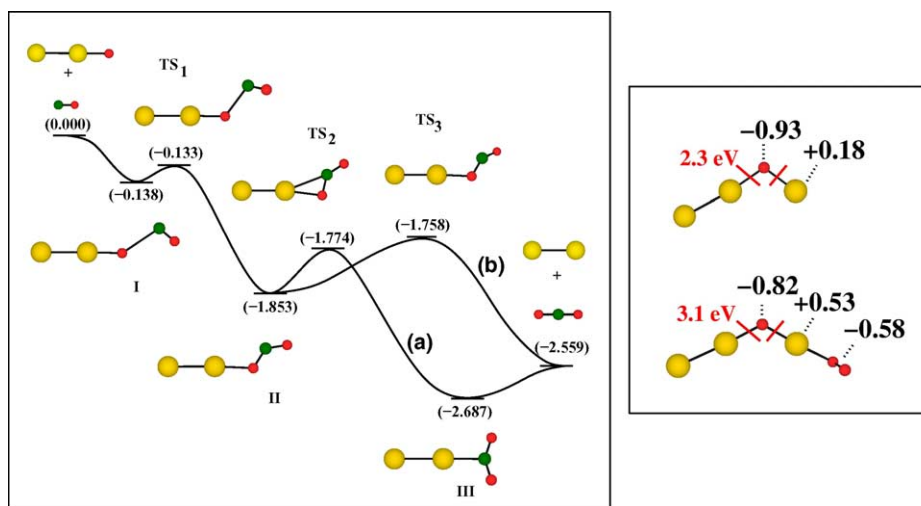 TS1
TS2
TS3
+
(0.000)
(−0.133)
(−0.138)
I
(−1.774)
(−1.758)
(−1.853)
II
(a)
(b)
+
(−2.559)
(−2.687)
III
−0.93
2.3 eV
+0.18
−0.82
3.1 eV
+0.53
−0.58